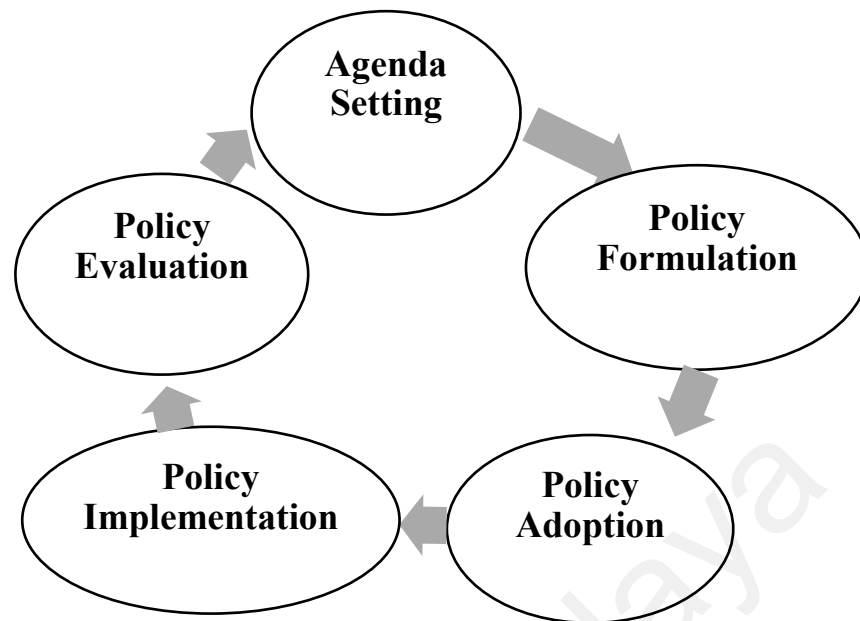 Agenda
Setting
Policy
Formulation
Policy
Adoption
Policy
Implementation
Policy
Evaluation